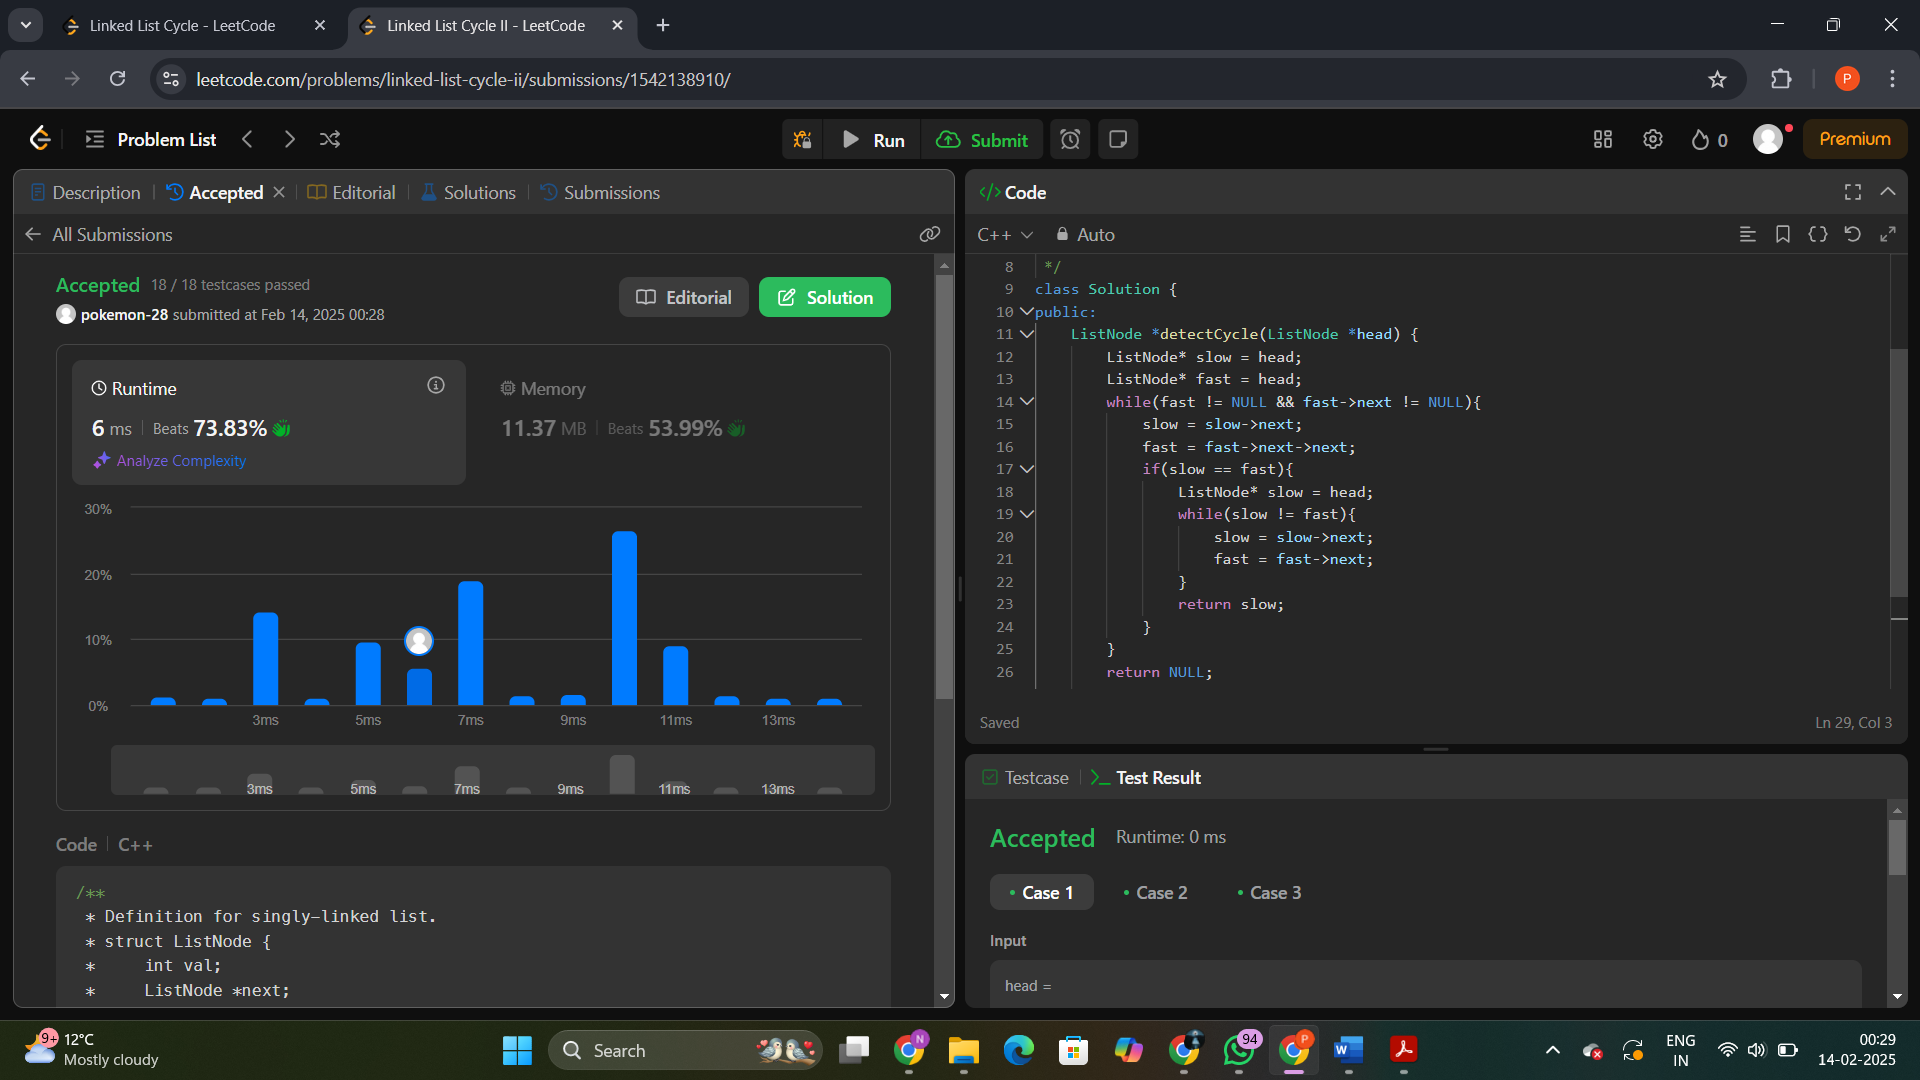 Linked List Cycle - LeetCode
Linked List Cycle II - LeetCode
leetcode.com/problems/linked-list-cycle-ii/submissions/1542138910/
P
Problem List
Run
Submit
0
Premium
Description
Accepted
Editorial
Solutions
Submissions
All Submissions
Accepted 18 / 18 testcases passed
pokemon-28 submitted at Feb 14, 2025 00:28
Editorial
Solution
Runtime
6 ms | Beats 73.83%
Analyze Complexity
Memory
11.37 MB | Beats 53.99%
30%
20%
10%
0%
3ms 5ms 7ms 9ms 11ms 13ms
3ms 5ms 7ms 9ms 11ms 13ms
Code | C++
/**
* Definition for singly-linked list.
* struct ListNode {
*     int val;
*     ListNode *next;
</> Code
C++ Auto
8 */
9 class Solution {
10 public:
11 ListNode *detectCycle(ListNode *head) {
12 ListNode* slow = head;
13 ListNode* fast = head;
14 while(fast != NULL && fast->next != NULL){
15 slow = slow->next;
16 fast = fast->next->next;
17 if(slow == fast){
18 ListNode* slow = head;
19 while(slow != fast){
20 slow = slow->next;
21 fast = fast->next;
22 }
23 return slow;
24 }
25 }
26 return NULL;
Saved
Ln 29, Col 3
Testcase
Test Result
Accepted Runtime: 0 ms
Case 1 Case 2 Case 3
Input
head =
9+
12°C
Mostly cloudy
Search
N
94
P
W
ENG
IN
00:29
14-02-2025